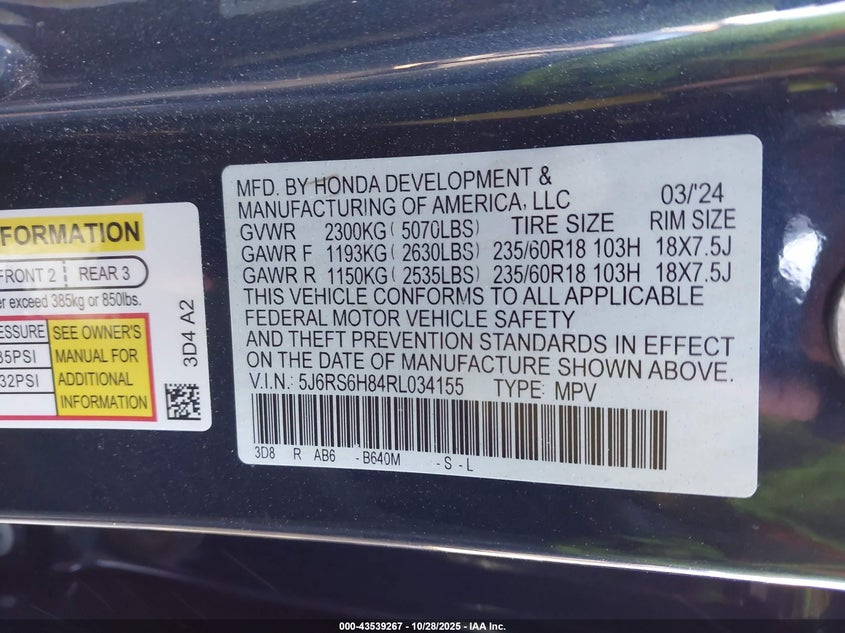 MFD. BY HONDA DEVELOPMENT &
MANUFACTURING OF AMERICA, LLC 03/'24
GVWR 2300KG ( 5070LBS) TIRE SIZE RIM SIZE
GAWR F 1193KG ( 2630LBS) 235/60R18 103H 18X7.5J
GAWR R 1150KG ( 2535LBS) 235/60R18 103H 18X7.5J
THIS VEHICLE CONFORMS TO ALL APPLICABLE
FEDERAL MOTOR VEHICLE SAFETY
AND THEFT PREVENTION STANDARDS IN EFFECT
ON THE DATE OF MANUFACTURE SHOWN ABOVE.
V.I.N.: 5J6RS6H84RL034155 TYPE: MPV
3D8 R AB6 -B640M -S-L
FORMATION
FRONT 2 REAR 3
er exceed 385kg or 850lbs.
ESSURE
35PSI
32PSI
SEE OWNER'S
MANUAL FOR
ADDITIONAL
INFORMATION
3D4 A2
000-43539267 - 10/28/2025 - IAA Inc.